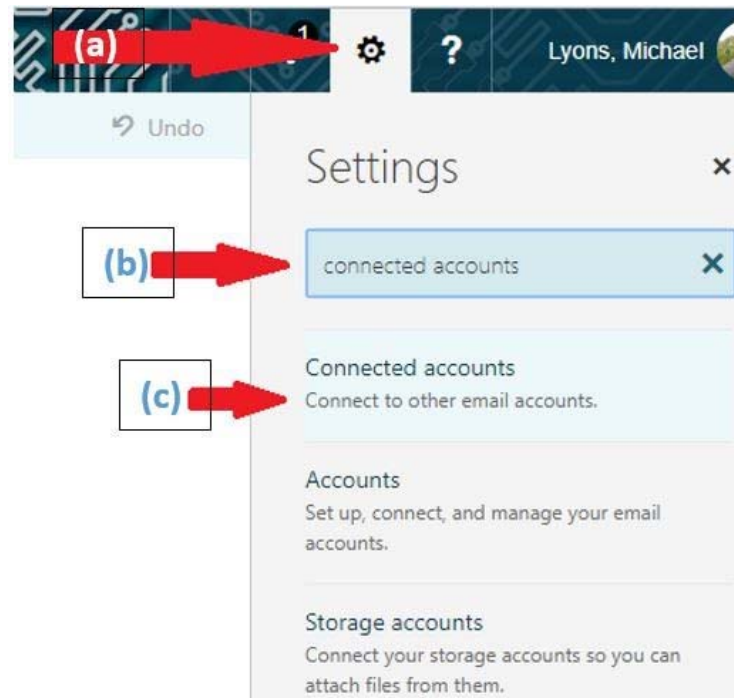 (a) 1 ? Lyons, Michael
Undo
Settings
(b) connected accounts
Connected accounts
(c) Connect to other email accounts.
Accounts
Set up, connect, and manage your email
accounts.
Storage accounts
Connect your storage accounts so you can
attach files from them.